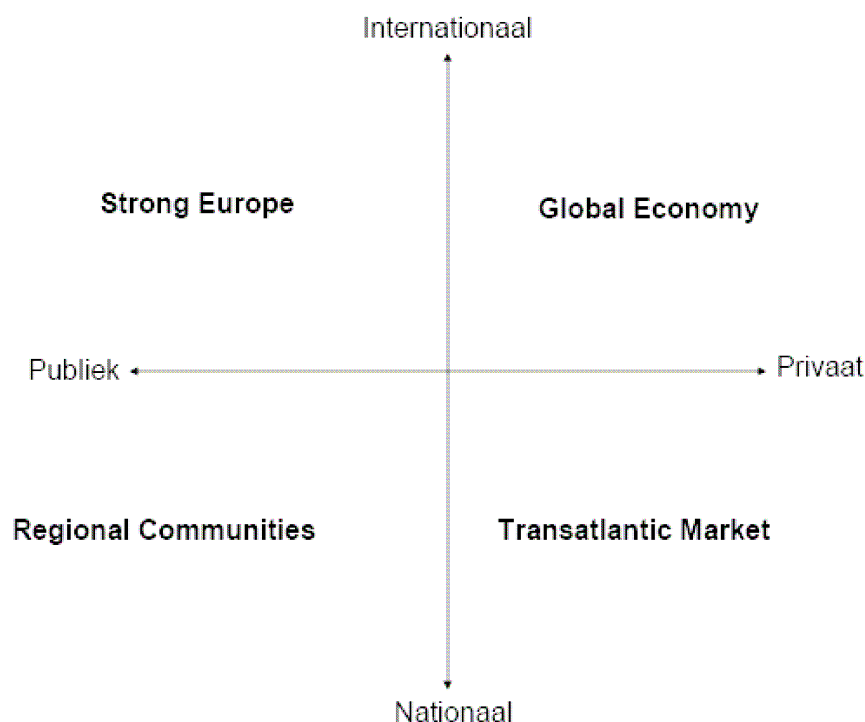 Internationaal
Strong Europe
Global Economy
Publiek
Privaat
Regional Communities
Transatlantic Market
Nationaal